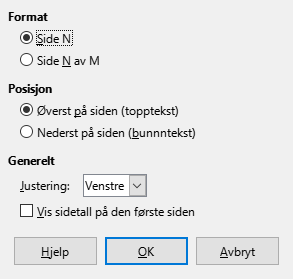 Format
Side N
Side N av M
Posisjon
Øverst på siden (topptekst)
Nederst på siden (bunnntekst)
Generelt
Justering: Venstre
Vis sidetall på den første siden
Hjelp OK Avbryt